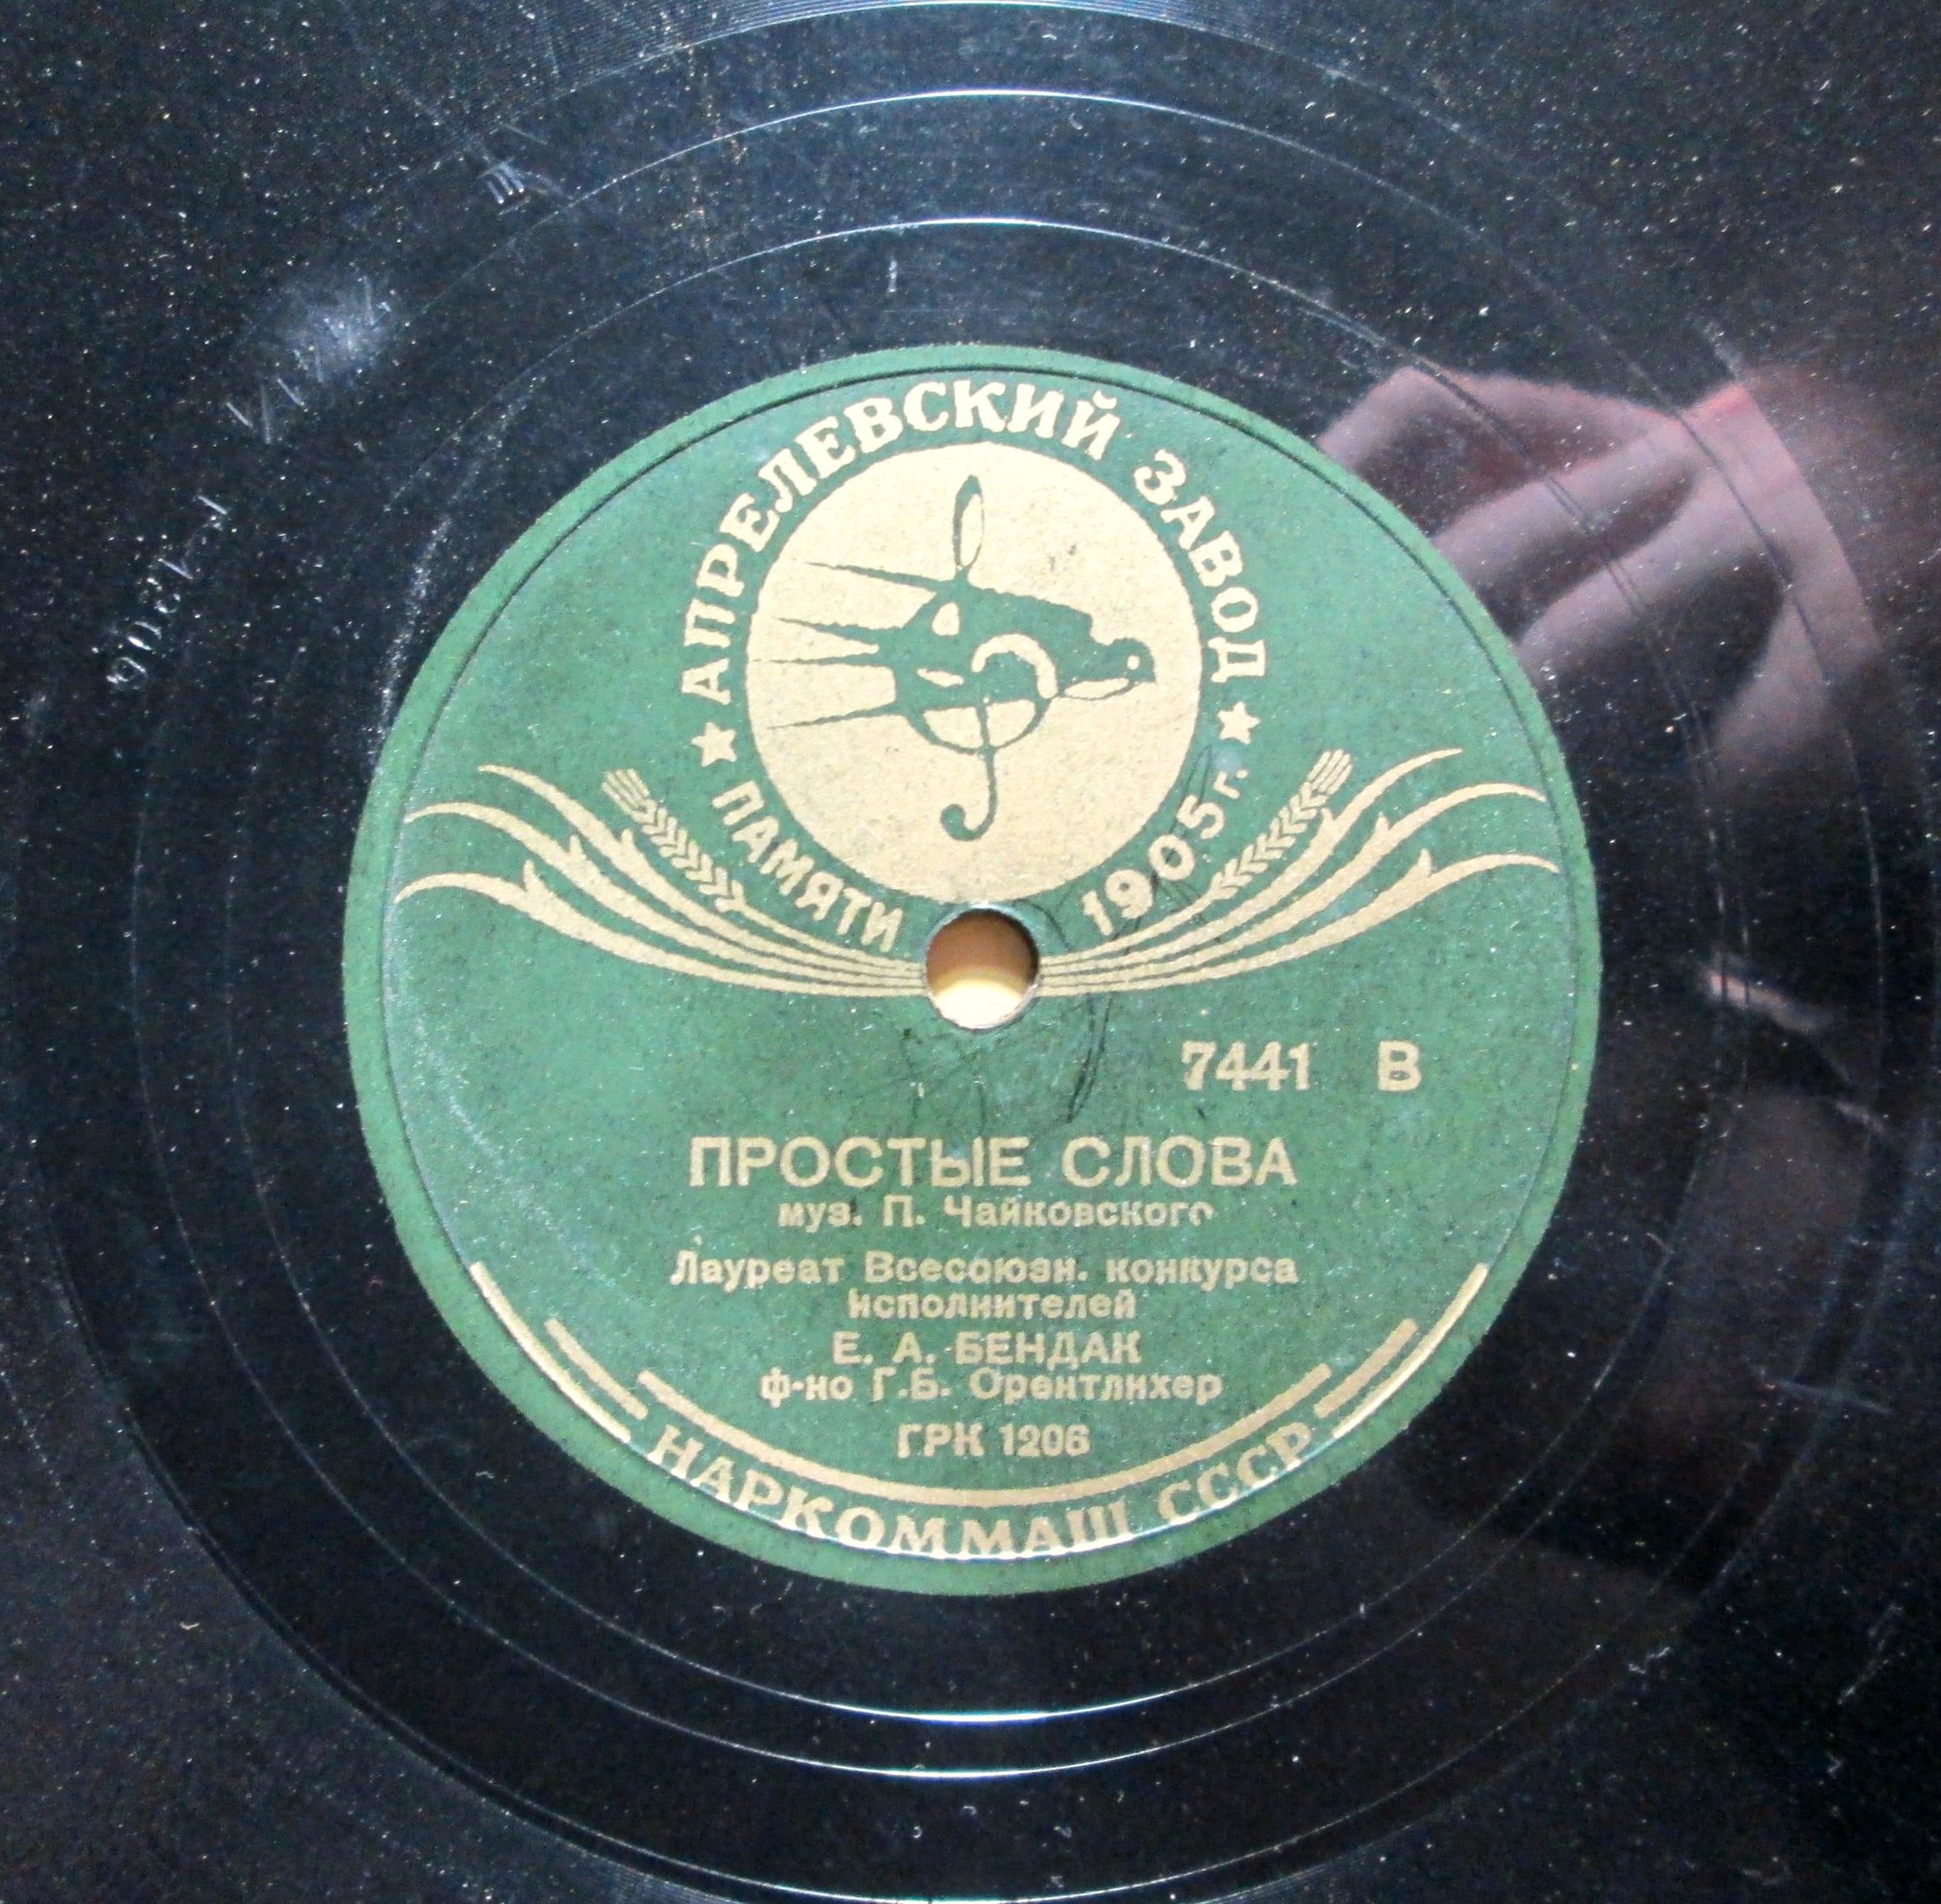 АПРЕЛЕВСКИЙ ЗАВОД
ПАМЯТИ 1905 г.
7441 В
ПРОСТЫЕ СЛОВА
муз. П. Чайковского
Лауреат Всесоюзн. конкурса
исполнителей
Е. А. БЕНДАК
ф-но Г.Б. Орентлихер
ГРК 1206
НАРКОММАШ СССР